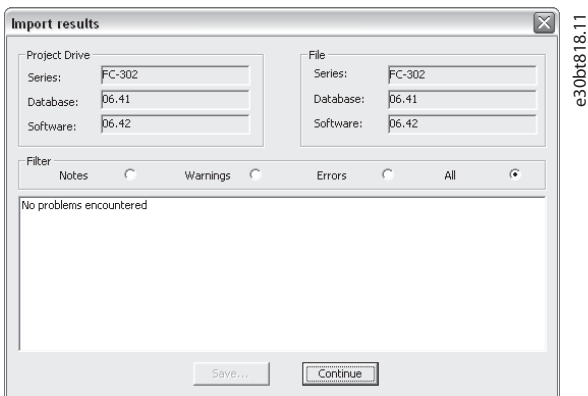 Import results
Project Drive
Series: FC-302
Database: 06.41
Software: 06.42
File
Series: FC-302
Database: 06.41
Software: 06.42
Filter
Notes Warnings Errors All
No problems encountered
Save... Continue
e30bt818.11